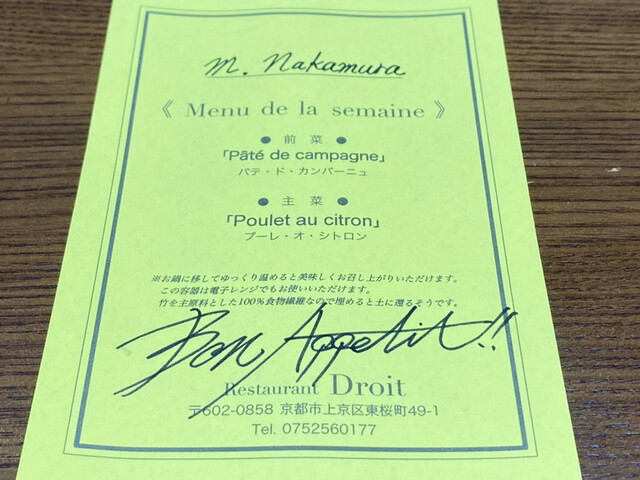 M. Nakamura
《 Menu de la semaine 》
● 前 菜 ●
「Pâté de campagne」
パテ・ド・カンパーニュ
● 主 菜 ●
「Poulet au citron」
プーレ・オ・シトロン
※お鍋に移してゆっくり温めると美味しくお召し上がりいただけます。
この容器は電子レンジでもお使いいただけます。
竹を主原料とした100%食物繊維なので埋めると土に還るそうです。
Bon Appetit!!
Restaurant Droit
〒602-0858 京都市上京区東桜町49-1
Tel. 0752560177